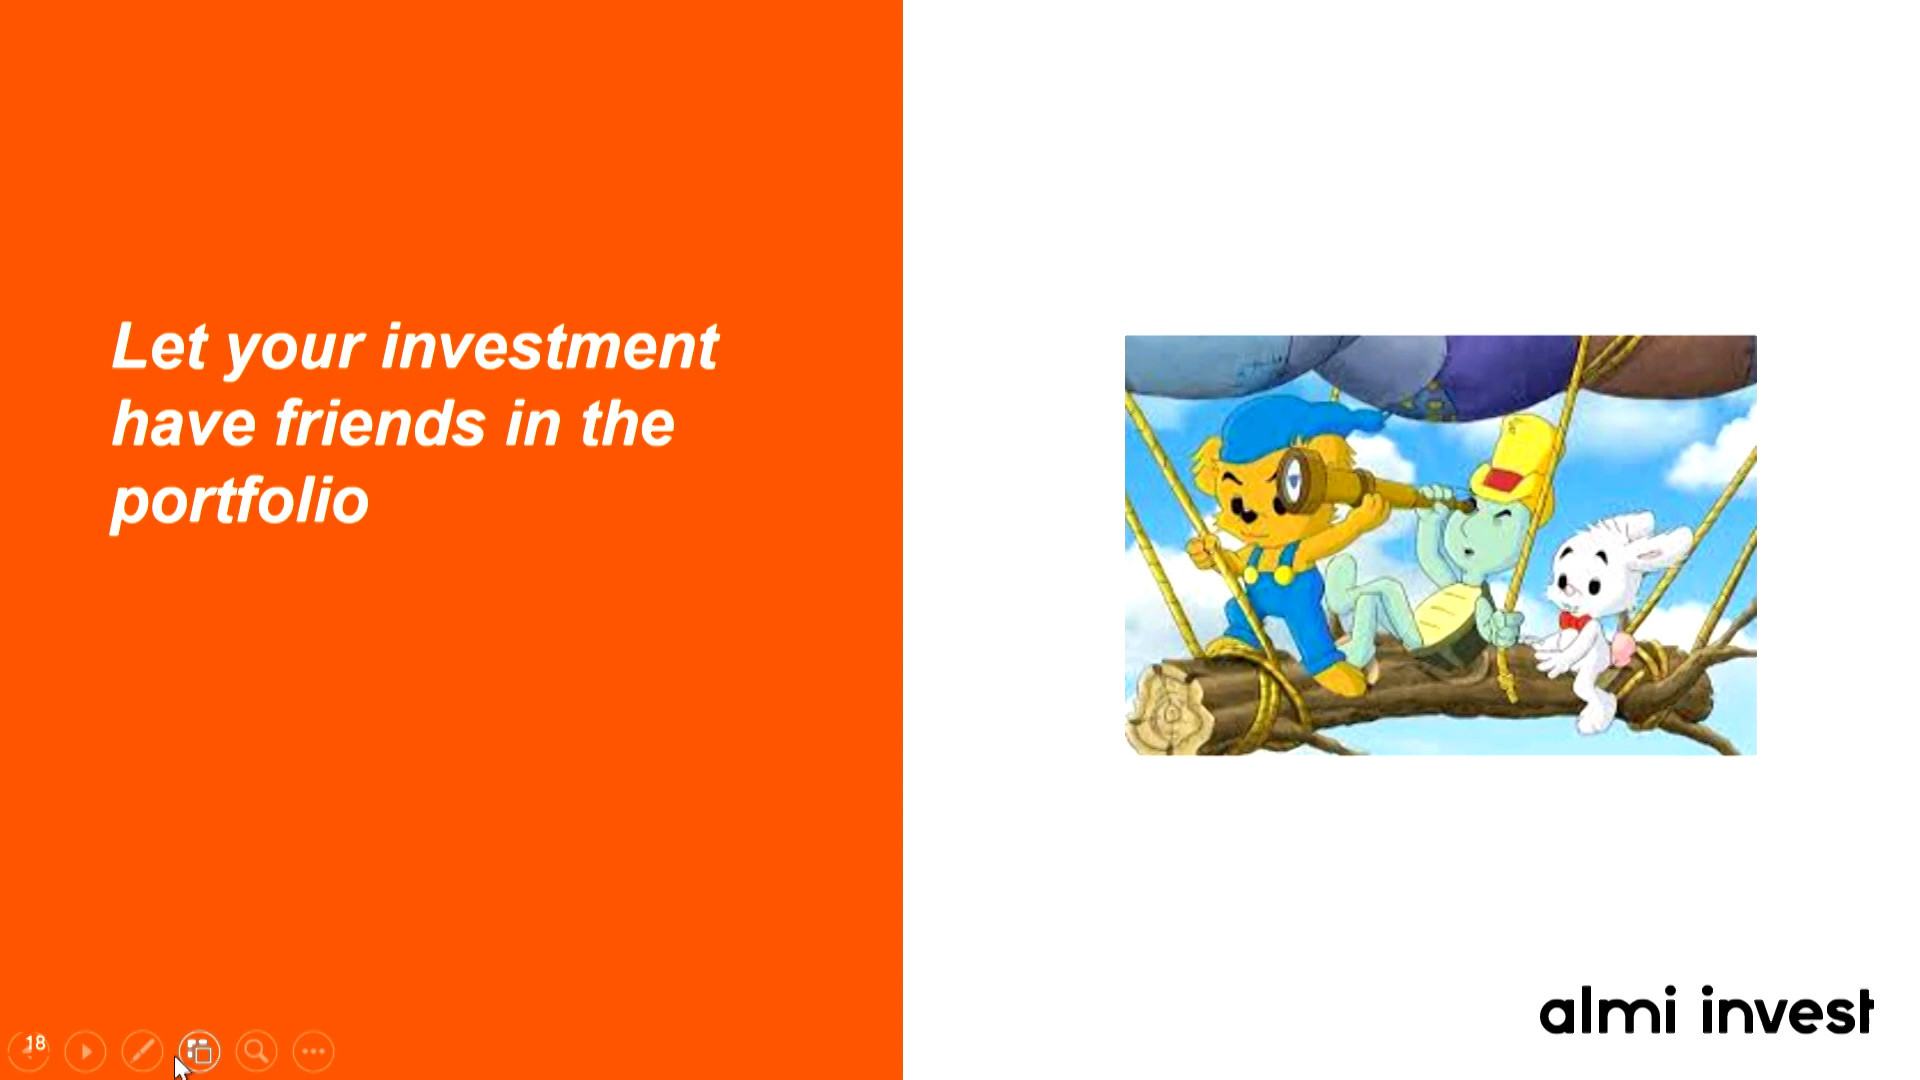 Let your investment
have friends in the
portfolio
almi invest
18